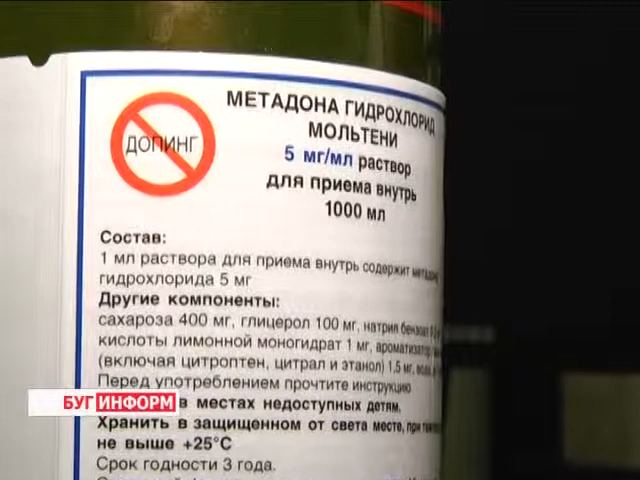 МЕТАДОНА ГИДРОХЛОРИД
МОЛЬТЕНИ
ДОПИНГ
5 мг/мл раствор
для приема внутрь
1000 мл
Состав:
1 мл раствора для приема внутрь содержит
гидрохлорида 5 мг
Другие компоненты:
сахароза 400 мг, глицерол 100 мг, натрия
кислоты лимонной моногидрат 1 мг, ароматизатор
(включая цитроптен, цитрал и этанол) 1,5 мг,
Перед употреблением прочтите инструкцию
в местах недоступных детям.
БУГ ИНФОРМ
Хранить в защищенном от света месте, при
не выше +25°С
Срок годности 3 года.